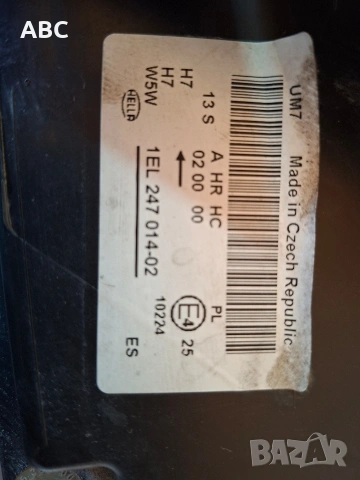 ABC
UM7 Made in Czech Republic
H7 13 S A HR HC PL
H7 02 00 00 E4 25
W5W
HELLA 1EL 247 014-02 10224 ES
BAZAR